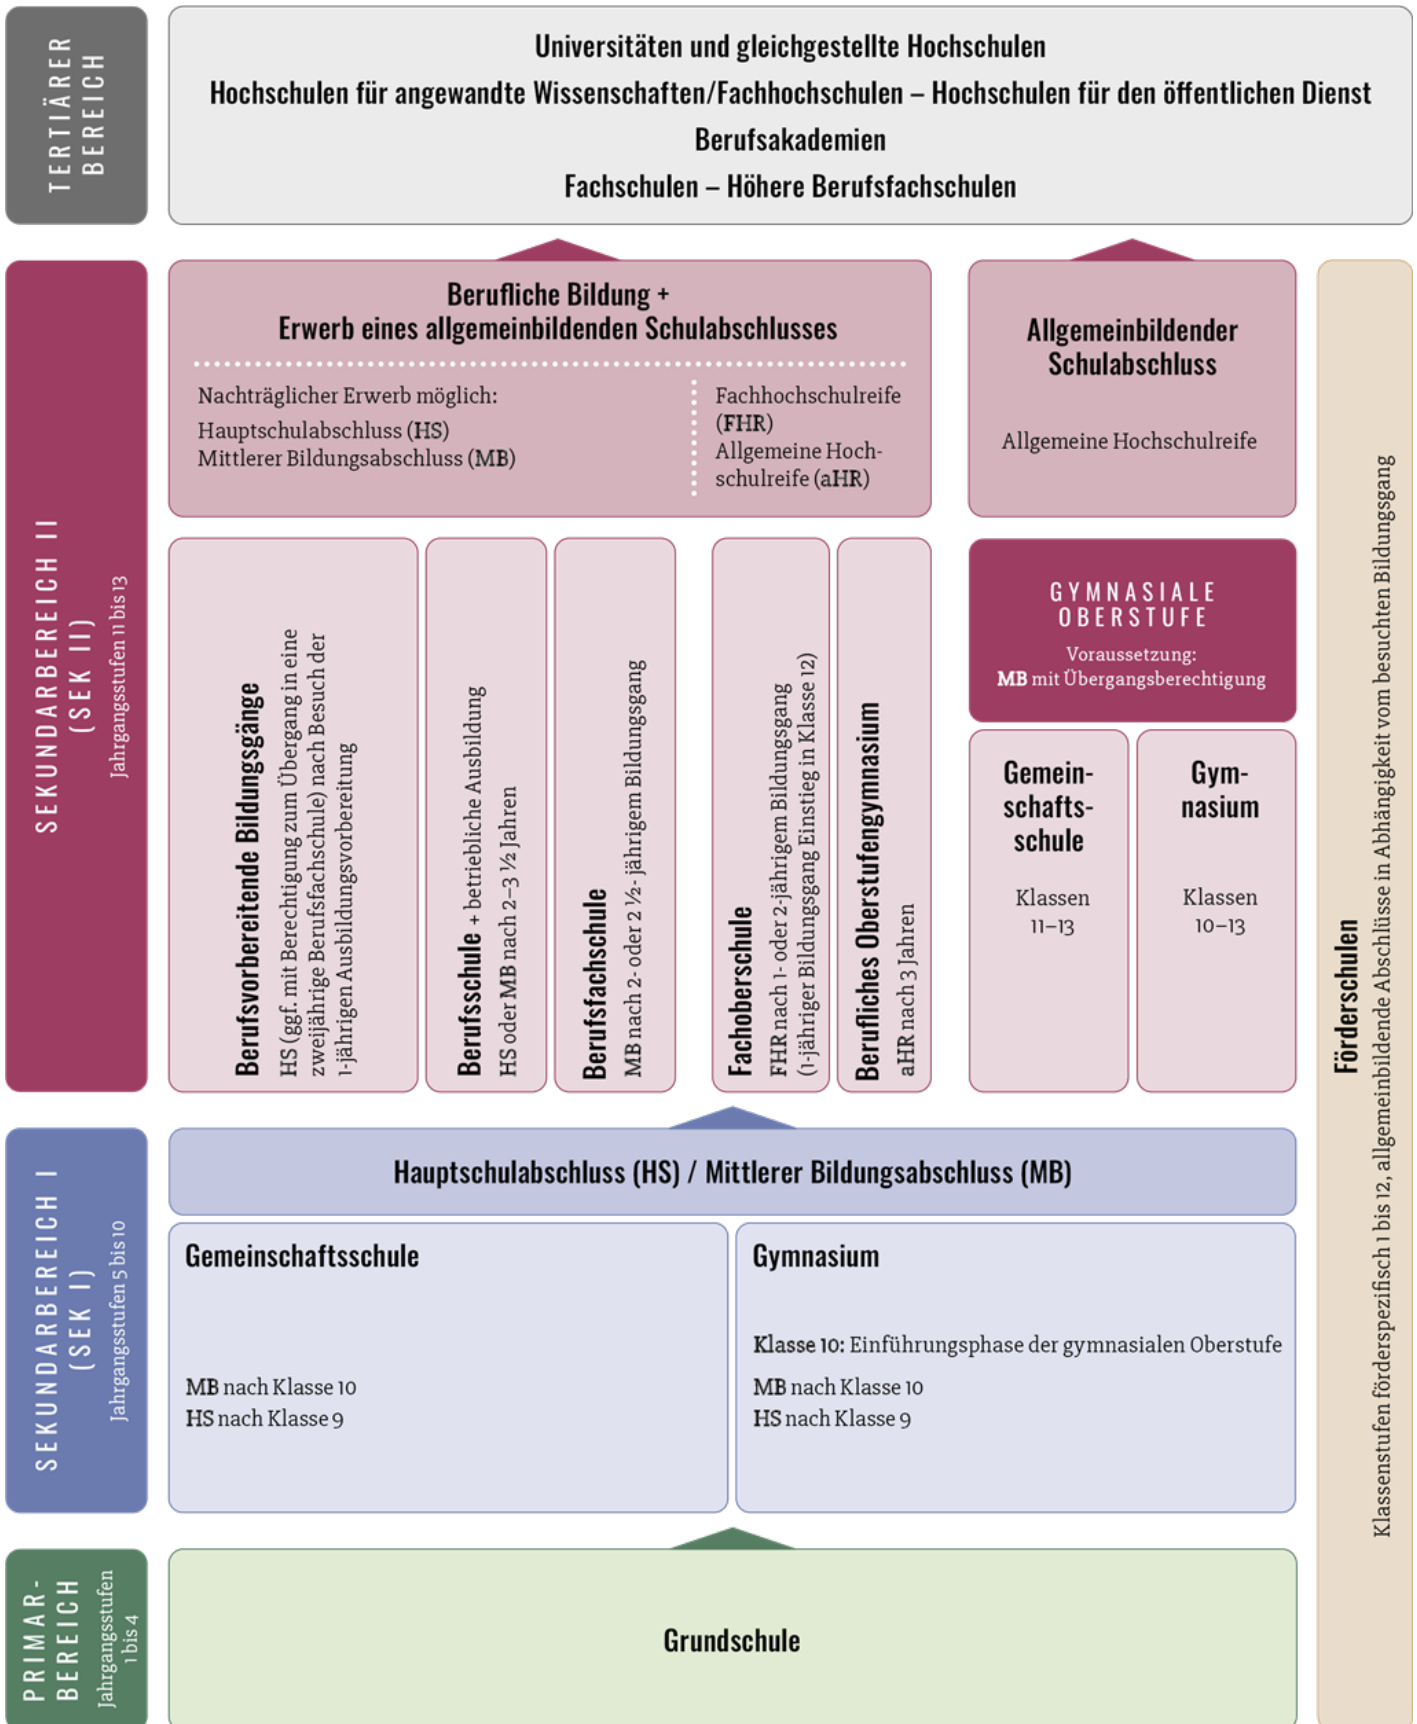 TERTIÄRER
BEREICH
Universitäten und gleichgestellte Hochschulen
Hochschulen für angewandte Wissenschaften/Fachhochschulen – Hochschulen für den öffentlichen Dienst
Berufsakademien
Fachschulen – Höhere Berufsfachschulen
SEKUNDARBEREICH II
(SEK II)
Jahrgangsstufen 11 bis 13
Berufliche Bildung +
Erwerb eines allgemeinbildenden Schulabschlusses
Nachträglicher Erwerb möglich:
Hauptschulabschluss (HS)
Mittlerer Bildungsabschluss (MB)
Fachhochschulreife
(FHR)
Allgemeine Hoch-
schulreife (aHR)
Allgemeinbildender
Schulabschluss
Allgemeine Hochschulreife
Berufsvorbereitende Bildungsgänge
HS (ggf. mit Berechtigung zum Übergang in eine
zweijährige Berufsfachschule) nach Besuch der
1-jährigen Ausbildungsvorbereitung
Berufsschule + betriebliche Ausbildung
HS oder MB nach 2–3 ½ Jahren
Berufsfachschule
MB nach 2- oder 2 ½- jährigem Bildungsgang
Fachoberschule
FHR nach 1- oder 2-jährigem Bildungsgang
(1-jähriger Bildungsgang Einstieg in Klasse 12)
Berufliches Oberstufengymnasium
aHR nach 3 Jahren
GYMNASIALE
OBERSTUFE
Voraussetzung:
MB mit Übergangsberechtigung
Gemein-
schafts-
schule
Klassen
11–13
Gym-
nasium
Klassen
10–13
Förderschulen
Klassenstufen förderspezifisch 1 bis 12, allgemeinbildende Abschlüsse in Abhängigkeit vom besuchten Bildungsgang
SEKUNDARBEREICH I
(SEK I)
Jahrgangsstufen 5 bis 10
Hauptschulabschluss (HS) / Mittlerer Bildungsabschluss (MB)
Gemeinschaftsschule
MB nach Klasse 10
HS nach Klasse 9
Gymnasium
Klasse 10: Einführungsphase der gymnasialen Oberstufe
MB nach Klasse 10
HS nach Klasse 9
PRIMAR-
BEREICH
Jahrgangsstufen
1 bis 4
Grundschule